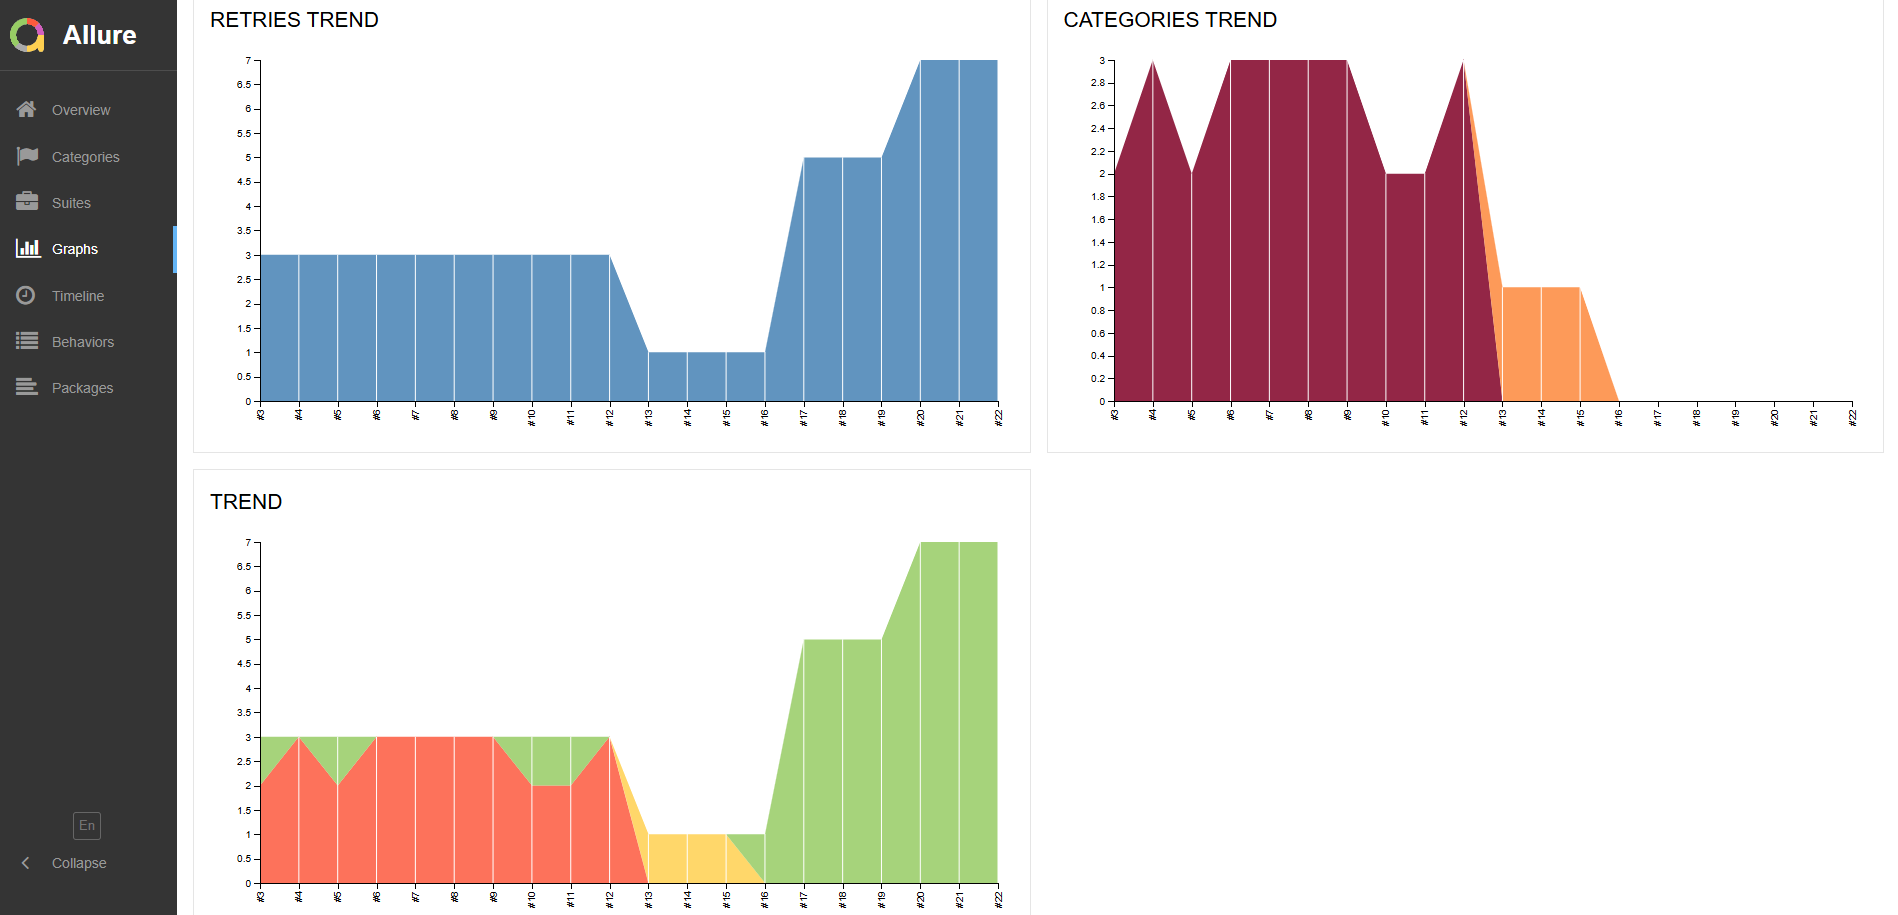 Allure
Overview
Categories
Suites
Graphs
Timeline
Behaviors
Packages
En
Collapse
RETRIES TREND
7
6.5
6
5.5
5
4.5
4
3.5
3
2.5
2
1.5
1
0.5
0
#3 #4 #5 #6 #7 #8 #9 #10 #11 #12 #13 #14 #15 #16 #17 #18 #19 #20 #21 #22
CATEGORIES TREND
3
2.8
2.6
2.4
2.2
2
1.8
1.6
1.4
1.2
1
0.8
0.6
0.4
0.2
0
#3 #4 #5 #6 #7 #8 #9 #10 #11 #12 #13 #14 #15 #16 #17 #18 #19 #20 #21 #22
TREND
7
6.5
6
5.5
5
4.5
4
3.5
3
2.5
2
1.5
1
0.5
0
#3 #4 #5 #6 #7 #8 #9 #10 #11 #12 #13 #14 #15 #16 #17 #18 #19 #20 #21 #22